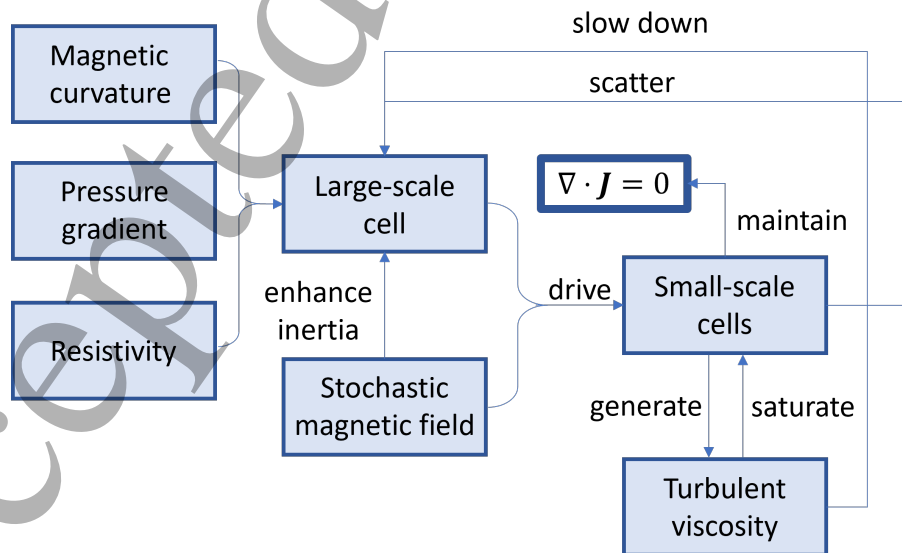 slow down
scatter
Magnetic
curvature
Pressure
gradient
Resistivity
Large-scale
cell
∇ · J = 0
maintain
enhance
inertia
drive
Small-scale
cells
Stochastic
magnetic field
generate
saturate
Turbulent
viscosity
cepted